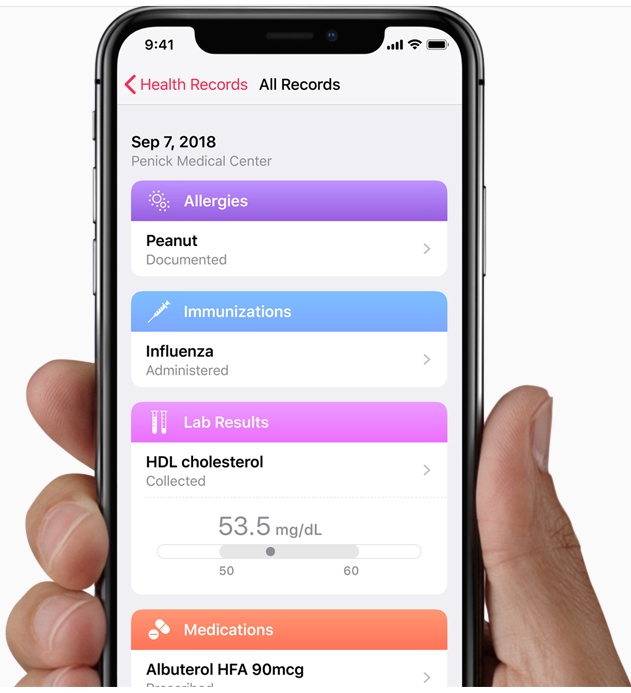 9:41
Health Records All Records
Sep 7, 2018
Penick Medical Center
Allergies
Peanut
Documented
Immunizations
Influenza
Administered
Lab Results
HDL cholesterol
Collected
53.5 mg/dL
50 60
Medications
Albuterol HFA 90mcg
Prescribed